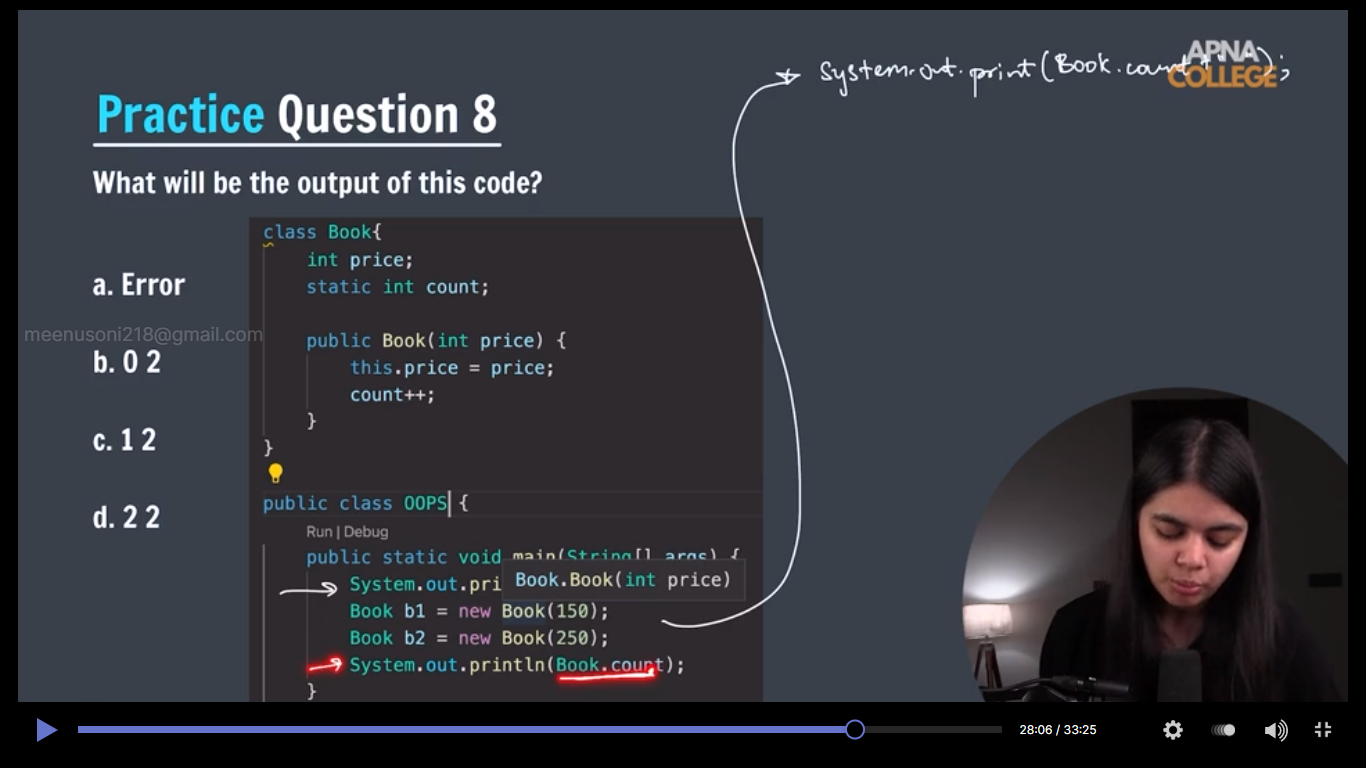 System.out.print(Book.count+" ");
APNA
COLLEGE
Practice Question 8
What will be the output of this code?
a. Error
meenusoni218@gmail.com
b. 0 2
c. 1 2
d. 2 2
class Book{
int price;
static int count;
public Book(int price) {
this.price = price;
count++;
}
}
public class OOPS {
Run | Debug
public static void main(String[] args) {
System.out.pri
Book.Book(int price)
Book b1 = new Book(150);
Book b2 = new Book(250);
System.out.println(Book.count);
}
28:06 / 33:25